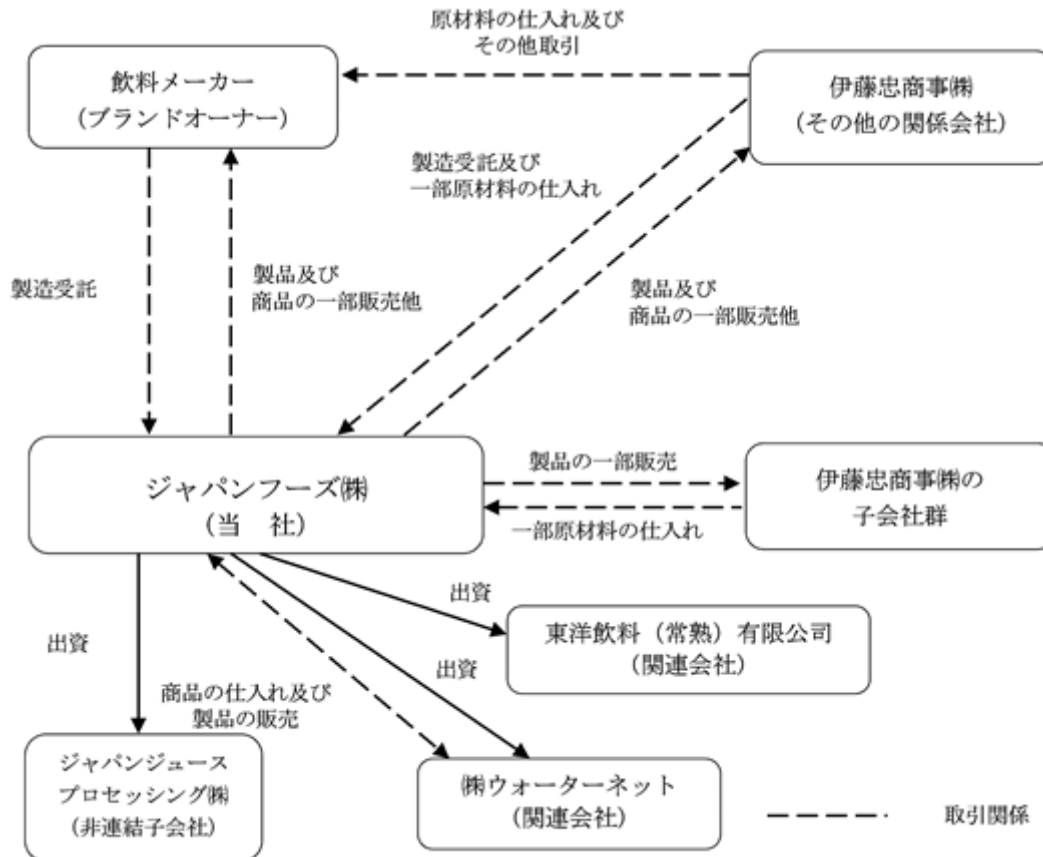 原材料の仕入れ及び
その他取引
飲料メーカー
(ブランドオーナー)
伊藤忠商事㈱
(その他の関係会社)
製造受託及び
一部原材料の仕入れ
製造受託
製品及び
商品の一部販売他
製品及び
商品の一部販売他
ジャパンフーズ㈱
(当　社)
製品の一部販売
一部原材料の仕入れ
伊藤忠商事㈱の
子会社群
出資
東洋飲料（常熟）有限公司
(関連会社)
出資
出資
商品の仕入れ及び
製品の販売
ジャパンジュース
プロセッシング㈱
(非連結子会社)
㈱ウォーターネット
(関連会社)
取引関係